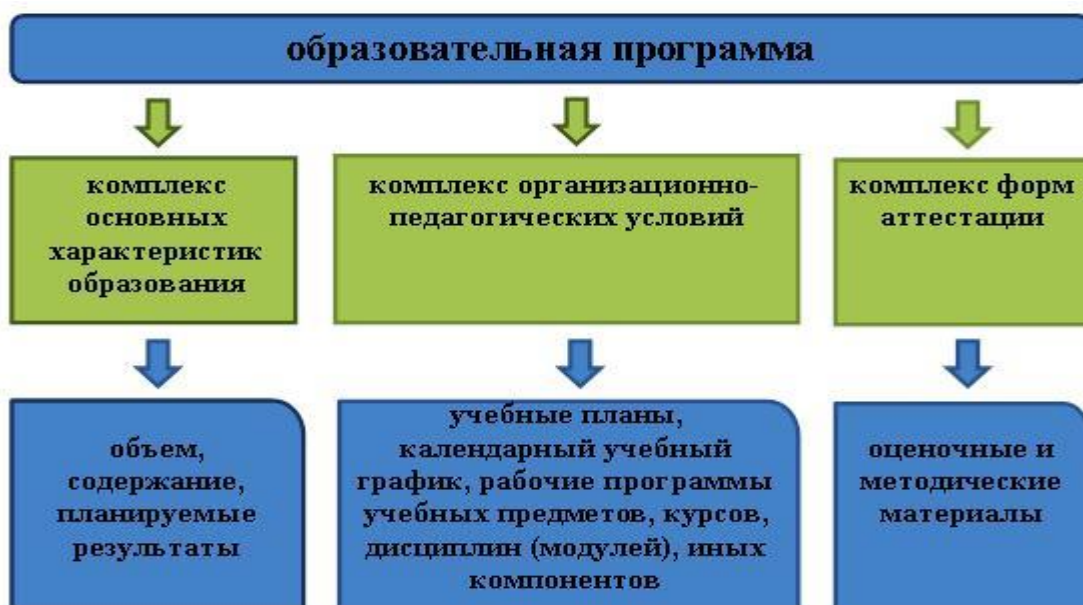 образовательная программа
комплекс
основных
характеристик
образования
комплекс организационно-
педагогических условий
комплекс форм
аттестации
объем,
содержание,
планируемые
результаты
учебные планы,
календарный учебный
график, рабочие программы
учебных предметов, курсов,
дисциплин (модулей), иных
компонентов
оценочные и
методические
материалы